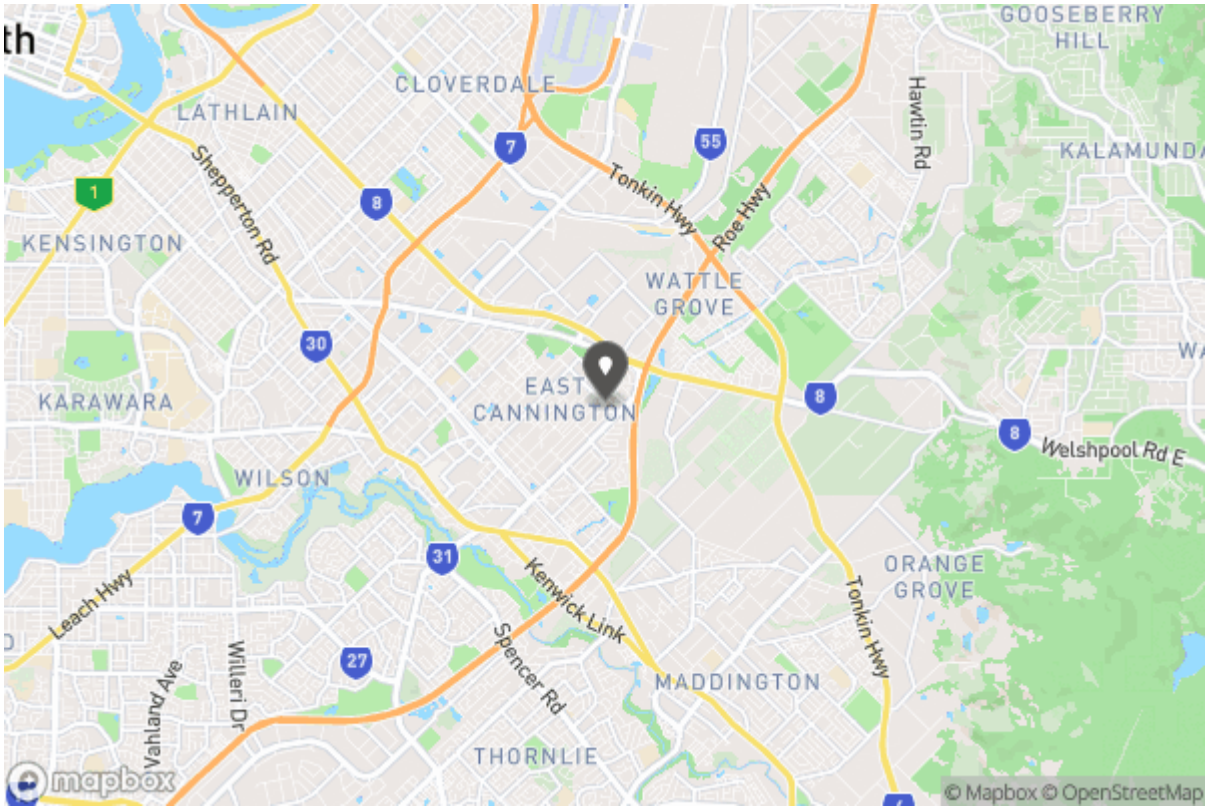 th
GOOSEBERRY
HILL
CLOVERDALE
LATHLAIN
Hawtin Rd
7
55
KALAMUNDA
Shepperton Rd
1
8
Tonkin Hwy
Roe Hwy
KENSINGTON
WATTLE
GROVE
30
WA
EAST
CANNINGTON
KARAWARA
8
8
Welshpool Rd E
WILSON
7
31
ORANGE
GROVE
Leach Hwy
Kenwick Link
Tonkin Hwy
27
Spencer Rd
Willeri Dr
Vahland Ave
MADDINGTON
THORNLIE
mapbox
© Mapbox © OpenStreetMap